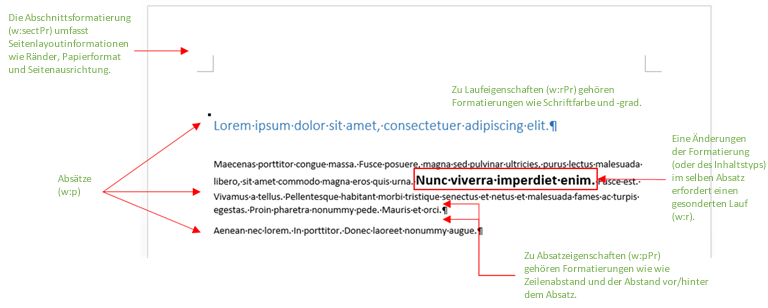 Die Abschnittsformatierung
(w:sectPr) umfasst
Seitenlayoutinformationen
wie Ränder, Papierformat
und Seitenausrichtung.
Zu Laufeigenschaften (w:rPr) gehören
Formatierungen wie Schriftfarbe und -grad.
Lorem·ipsum·dolor·sit·amet,·consectetuer·adipiscing·elit.¶
Eine Änderungen
der Formatierung
(oder des Inhaltstyps)
im selben Absatz
erfordert einen
gesonderten Lauf
(w:r).
Absätze
(w:p)
Maecenas·porttitor·congue·massa.·Fusce·posuere,·magna·sed·pulvinar·ultricies,·purus·lectus·malesuada·
libero,·sit·amet·commodo·magna·eros·quis·urna.·Nunc·viverra·imperdiet·enim.·Fusce·est.·
Vivamus·a·tellus.·Pellentesque·habitant·morbi·tristique·senectus·et·netus·et·malesuada·fames·ac·turpis·
egestas.·Proin·pharetra·nonummy·pede.·Mauris·et·orci.¶
Aenean·nec·lorem.·In·porttitor.·Donec·laoreet·nonummy·augue.¶
Zu Absatzeigenschaften (w:pPr)
gehören Formatierungen wie wie
Zeilenabstand und der Abstand vor/hinter
dem Absatz.